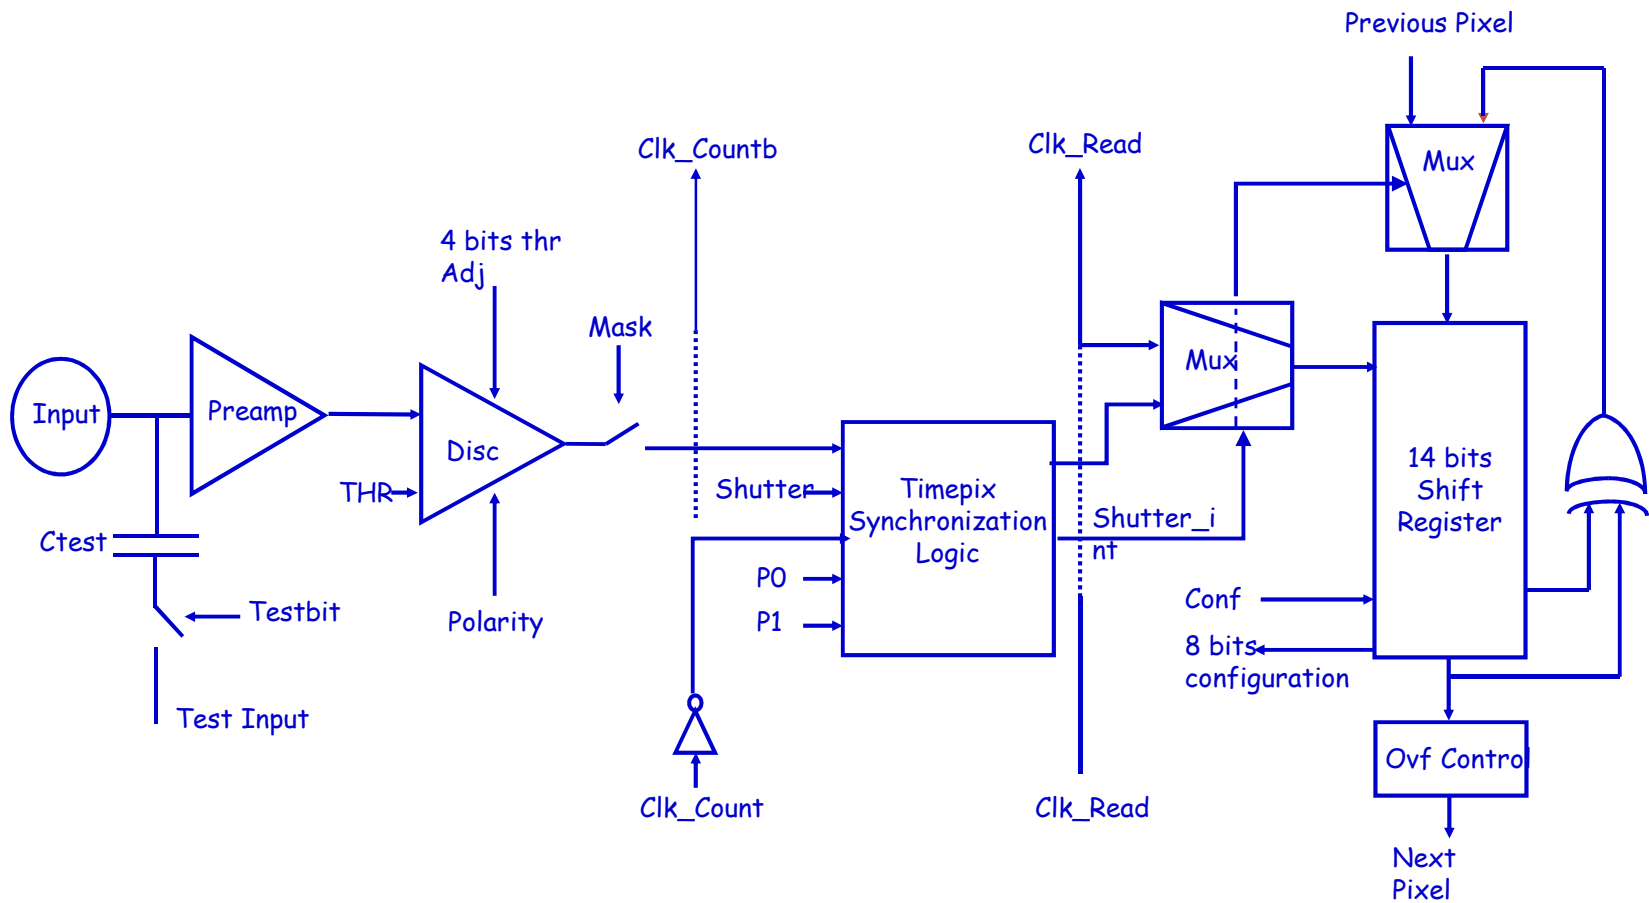 Previous Pixel
Clk_Countb
Clk_Read
Mux
4 bits thr
Adj
Mask
Mux
Input
Preamp
Disc
THR
Shutter
Timepix
Synchronization
Logic
Shutter_i
nt
14 bits
Shift
Register
Ctest
P0
Conf
Testbit
Polarity
P1
8 bits
configuration
Test Input
Ovf Control
Clk_Count
Clk_Read
Next
Pixel